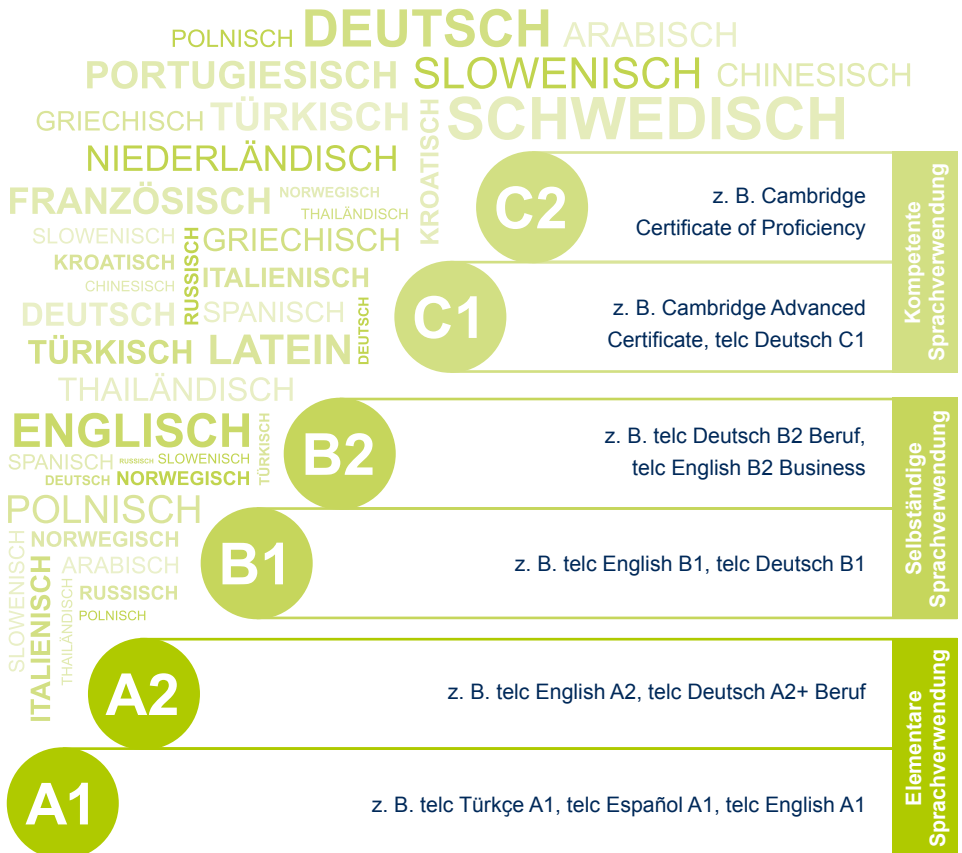 POLNISCH DEUTSCH ARABISCH
PORTUGIESISCH SLOWENISCH CHINESISCH
GRIECHISCH TÜRKISCH KROATISCH SCHWEDISCH
NIEDERLÄNDISCH
FRANZÖSISCH NORWEGISCH
THAILÄNDISCH
SLOWENISCH RUSSISCH GRIECHISCH
KROATISCH ITALIENISCH
CHINESISCH
DEUTSCH SPANISCH DEUTSCH
TÜRKISCH LATEIN
THAILÄNDISCH
ENGLISCH TÜRKISCH
SPANISCH RUSSISCH SLOWENISCH
DEUTSCH NORWEGISCH
POLNISCH
SLOWENISCH NORWEGISCH
ITALIENISCH ARABISCH
THAILÄNDISCH RUSSISCH
POLNISCH
C2
z. B. Cambridge
Certificate of Proficiency
C1
z. B. Cambridge Advanced
Certificate, telc Deutsch C1
Kompetente
Sprachverwendung
B2
z. B. telc Deutsch B2 Beruf,
telc English B2 Business
B1
z. B. telc English B1, telc Deutsch B1
Selbständige
Sprachverwendung
A2
z. B. telc English A2, telc Deutsch A2+ Beruf
A1
z. B. telc Türkçe A1, telc Español A1, telc English A1
Elementare
Sprachverwendung